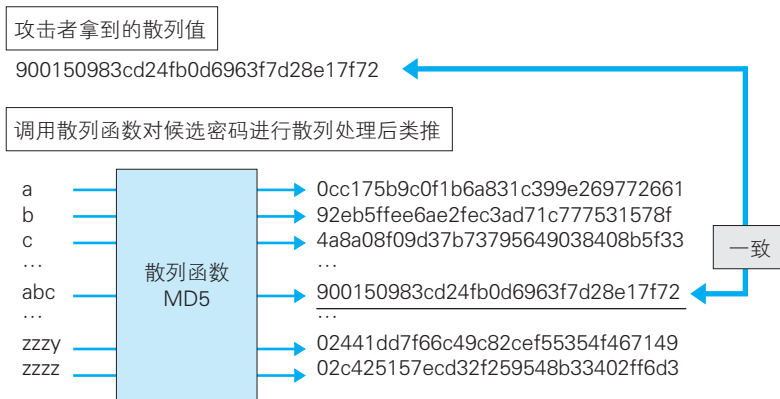 攻击者拿到的散列值
900150983cd24fb0d6963f7d28e17f72
调用散列函数对候选密码进行散列处理后类推
a 0cc175b9c0f1b6a831c399e269772661
b 92eb5ffee6ae2fec3ad71c777531578f
c 4a8a08f09d37b73795649038408b5f33
… …
abc 900150983cd24fb0d6963f7d28e17f72
… …
zzzy 02441dd7f66c49c82cef55354f467149
zzzz 02c425157ecd32f259548b33402ff6d3
散列函数
MD5
一致